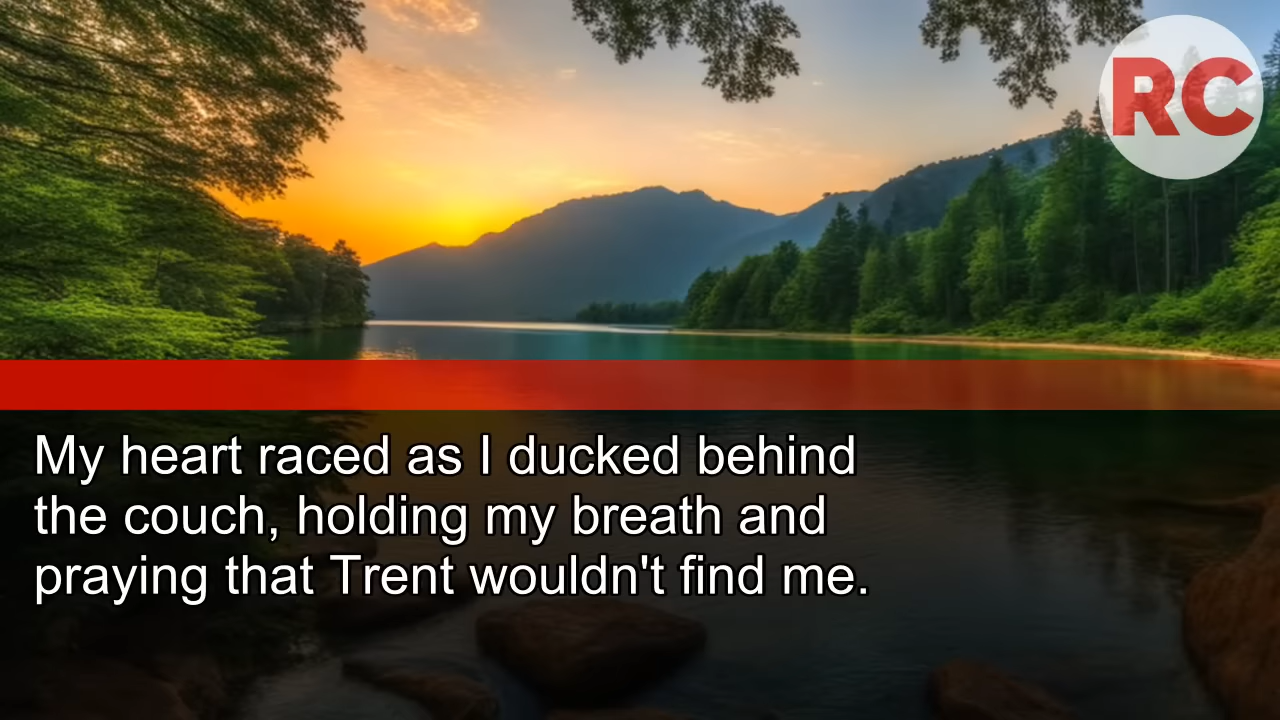 RC
My heart raced as I ducked behind
the couch, holding my breath and
praying that Trent wouldn't find me.